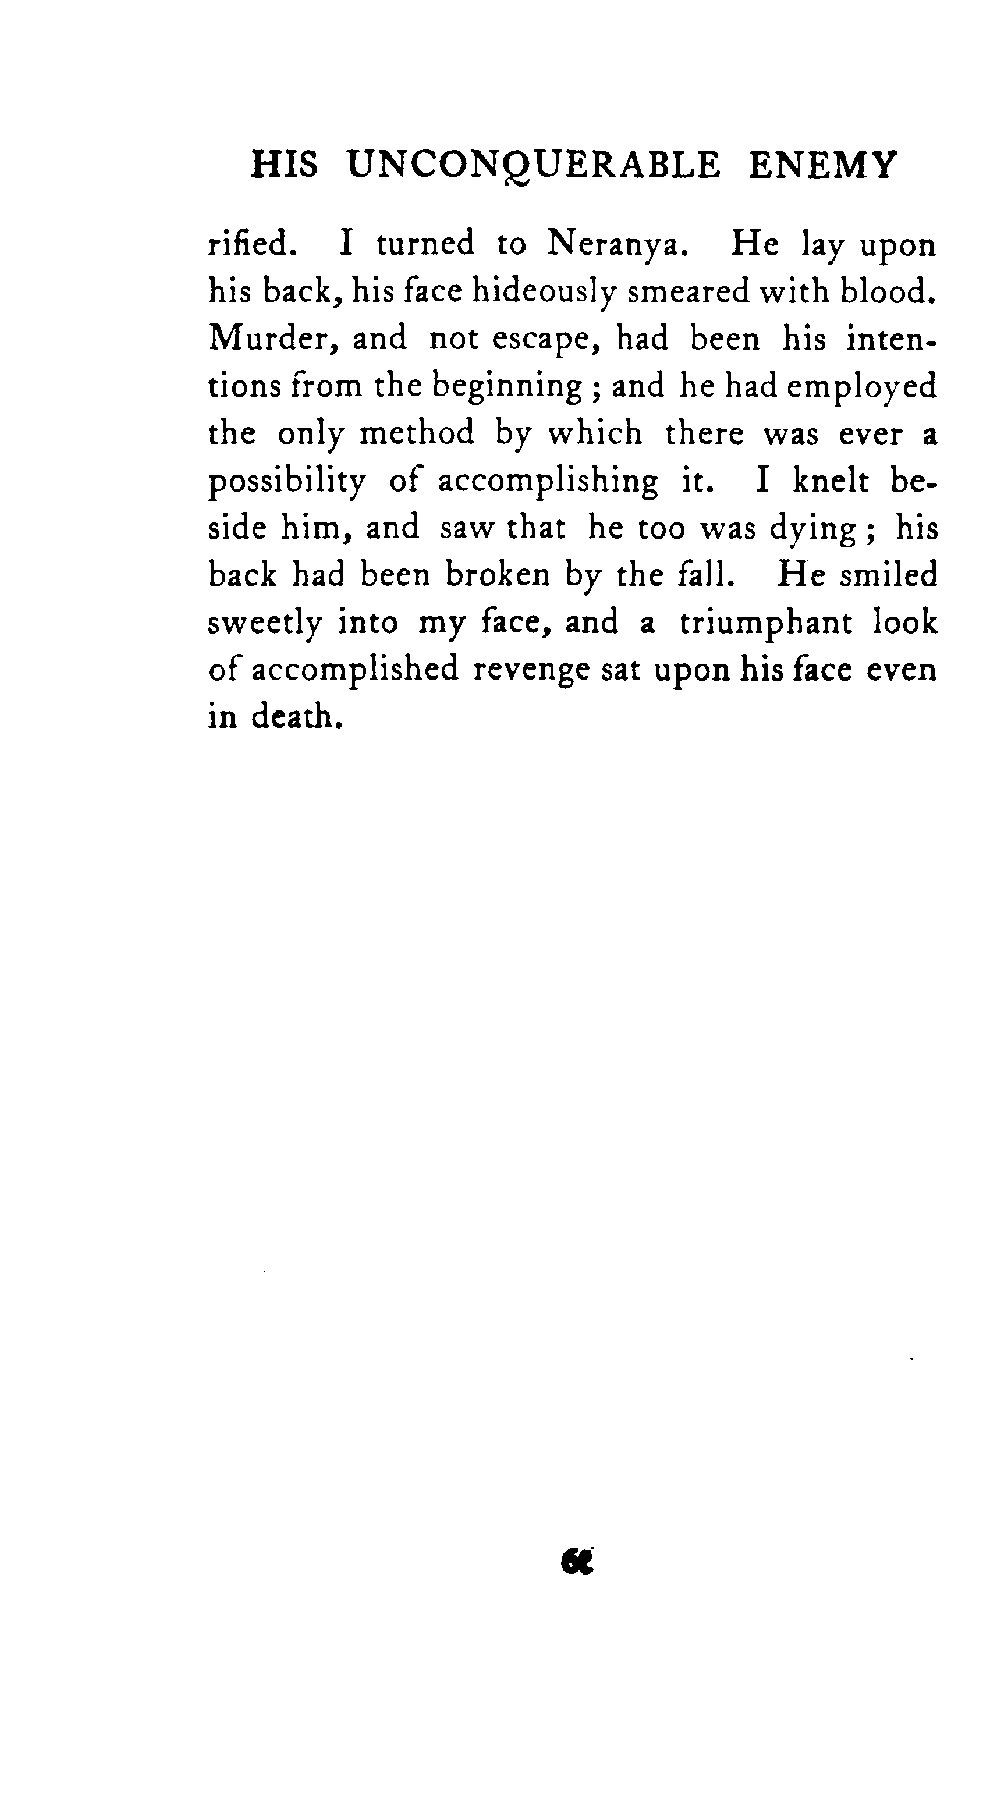 HIS UNCONQUERABLE ENEMY
rified. I turned to Neranya. He lay upon
his back, his face hideously smeared with blood.
Murder, and not escape, had been his inten-
tions from the beginning ; and he had employed
the only method by which there was ever a
possibility of accomplishing it. I knelt be-
side him, and saw that he too was dying ; his
back had been broken by the fall. He smiled
sweetly into my face, and a triumphant look
of accomplished revenge sat upon his face even
in death.